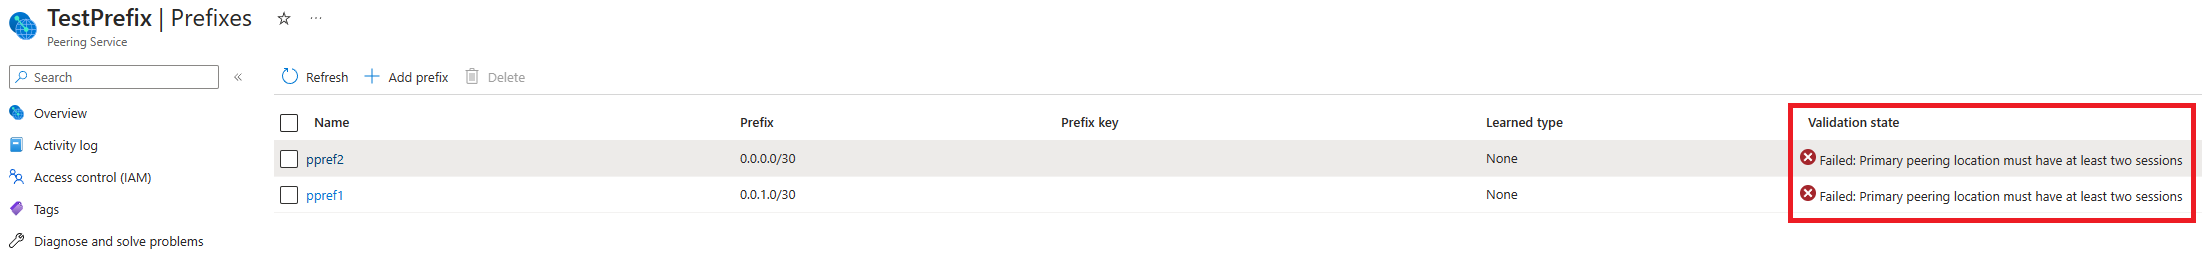 TestPrefix | Prefixes
Peering Service
Search
Overview
Activity log
Access control (IAM)
Tags
Diagnose and solve problems
Refresh Add prefix Delete
Name Prefix Prefix key Learned type Validation state
ppref2 0.0.0.0/30 None Failed: Primary peering location must have at least two sessions
ppref1 0.0.1.0/30 None Failed: Primary peering location must have at least two sessions